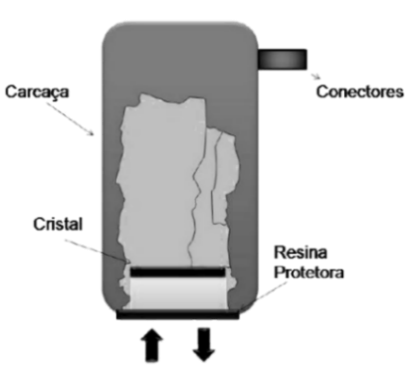 Carcaça
Conectores
Cristal
Resina
Protetora